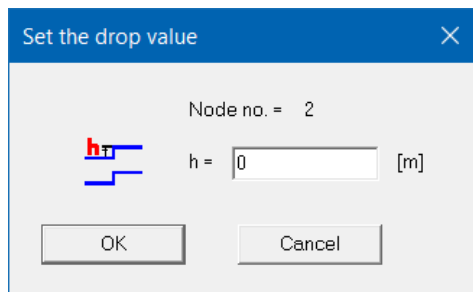 Set the drop value
Node no. = 2
h
h = 0 [m]
OK Cancel